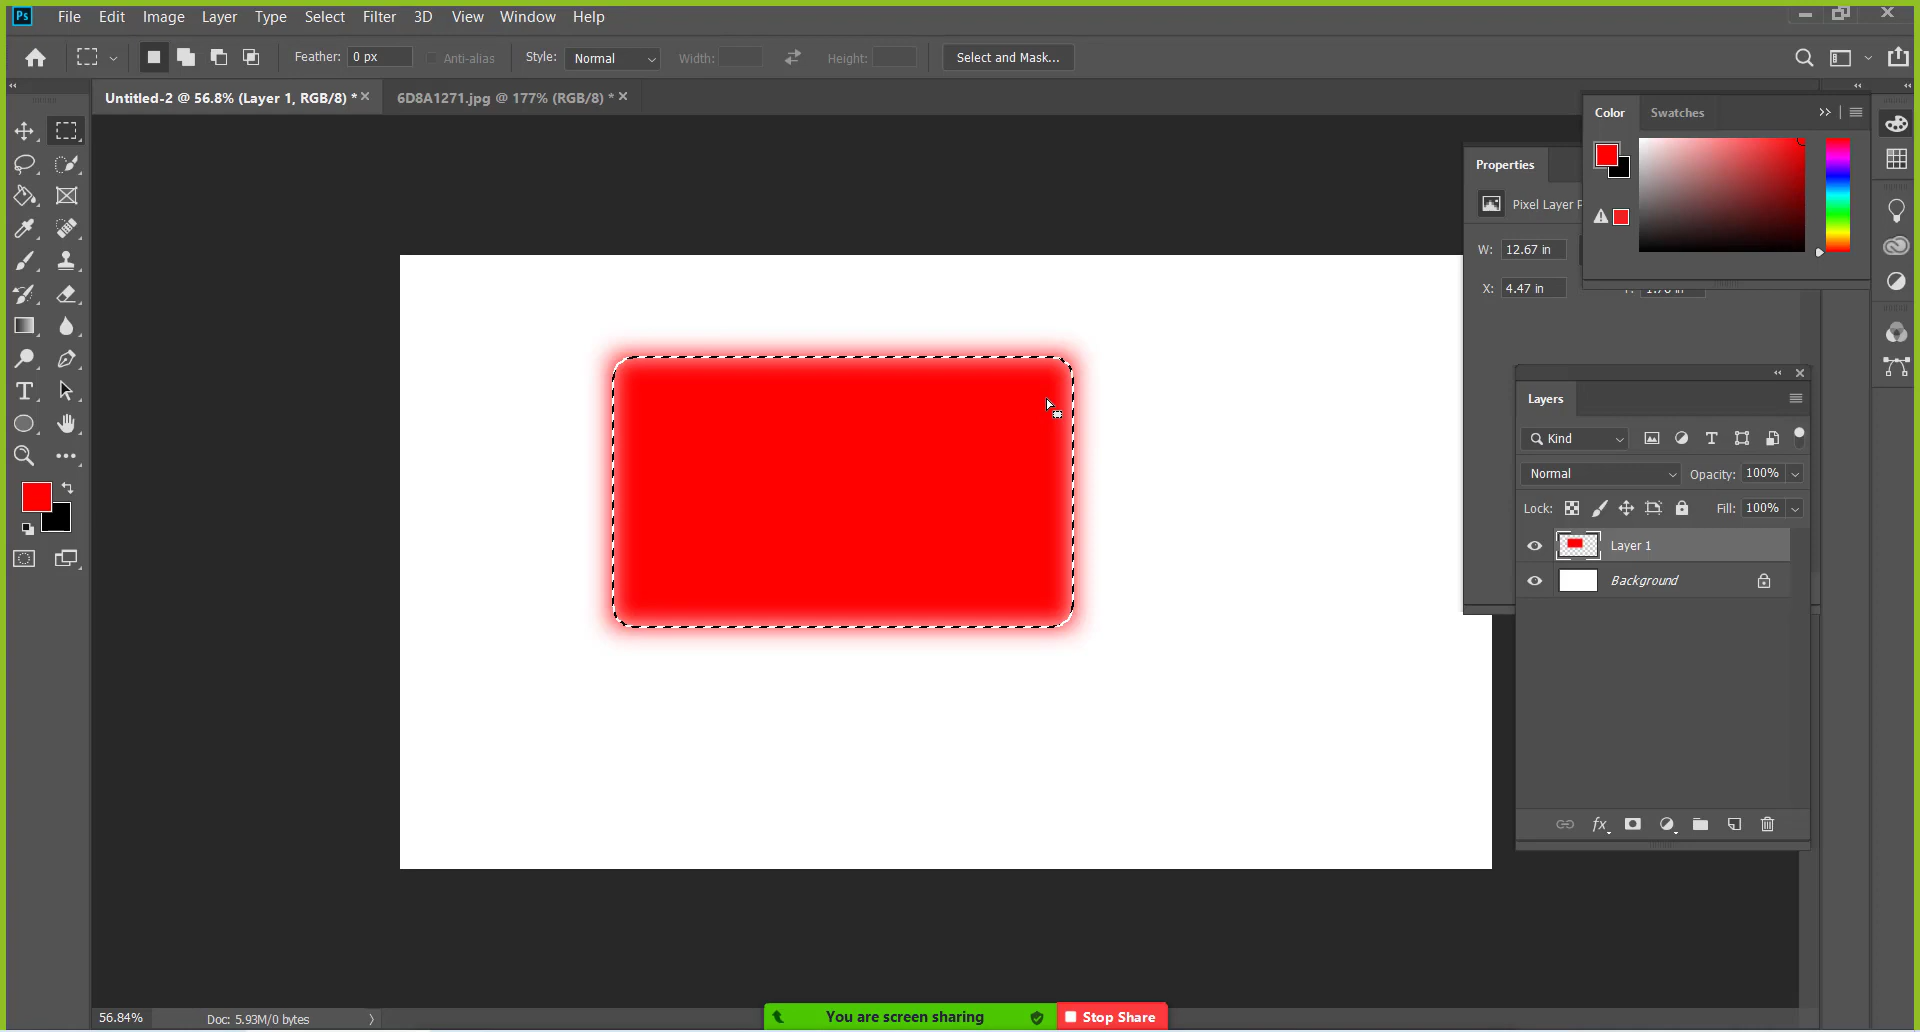 Ps File Edit Image Layer Type Select Filter 3D View Window Help
Feather: 0 px Anti-alias Style: Normal Width: Height: Select and Mask...
Untitled-2 @ 56.8% (Layer 1, RGB/8) * 6D8A1271.jpg @ 177% (RGB/8) *
Color Swatches
Properties
Pixel Layer P
W: 12.67 in
X: 4.47 in
Layers
Kind
Normal Opacity: 100%
Lock: Fill: 100%
Layer 1
Background
fx
T
56.84% Doc: 5.93M/0 bytes
You are screen sharing Stop Share